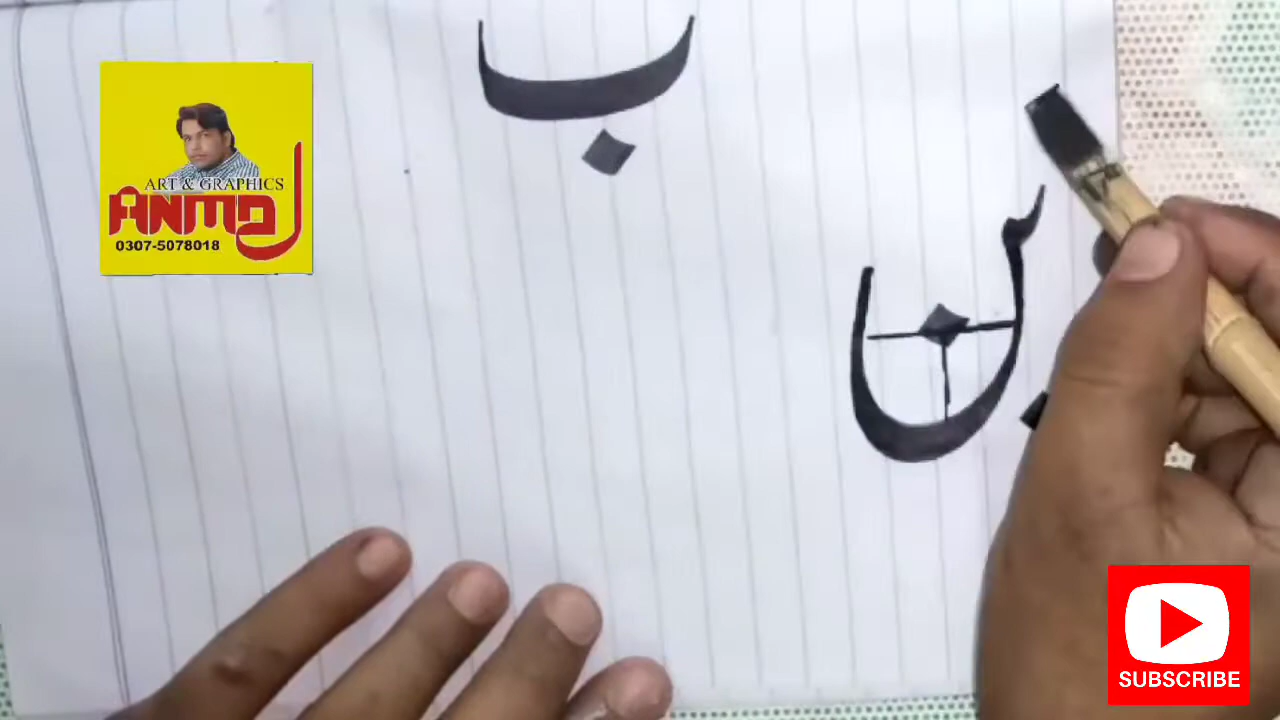 ب
ن
ART & GRAPHICS
ANMOL
0307-5078018
SUBSCRIBE